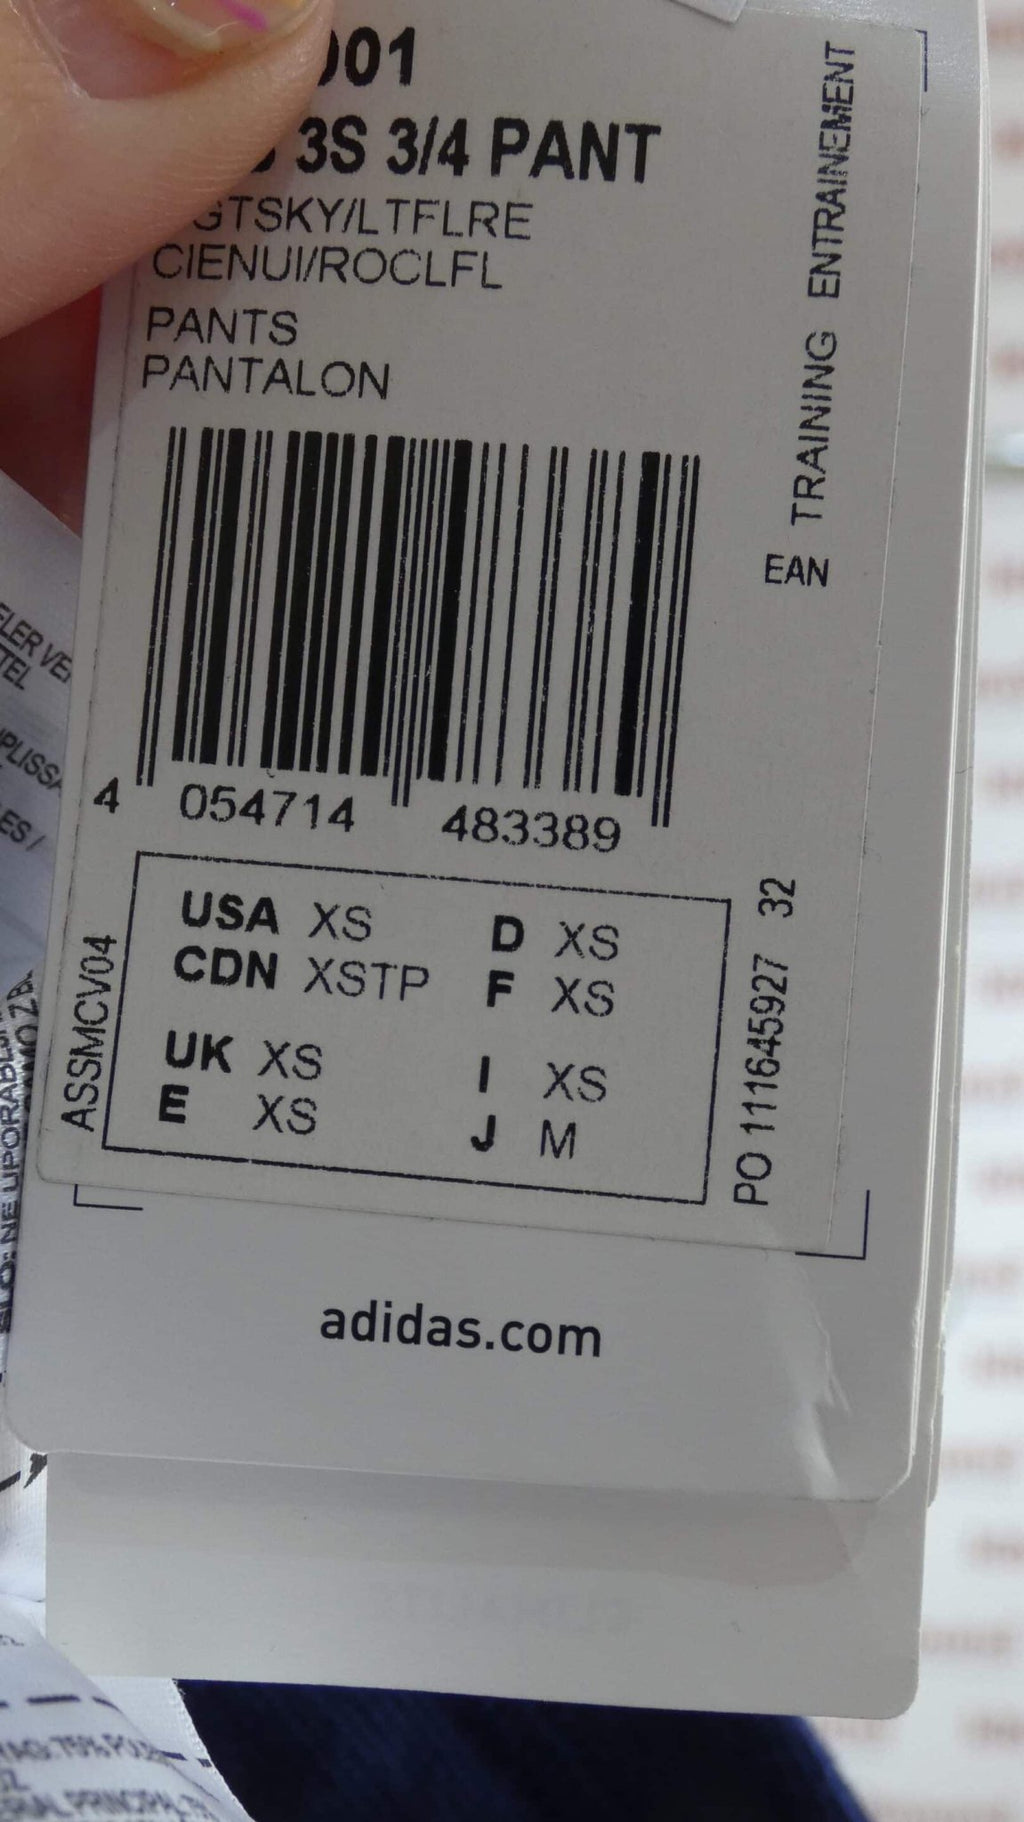 001
3S 3/4 PANT
GTSKY/LTFLRE
CIENUI/ROCLFL
PANTS
PANTALON
TRAINING ENTRAINEMENT
EAN
4 054714 483389
USA XS D XS
CDN XSTP F XS
UK XS I XS
E XS J M
ASSMCV04
PO 111645927 32
adidas.com